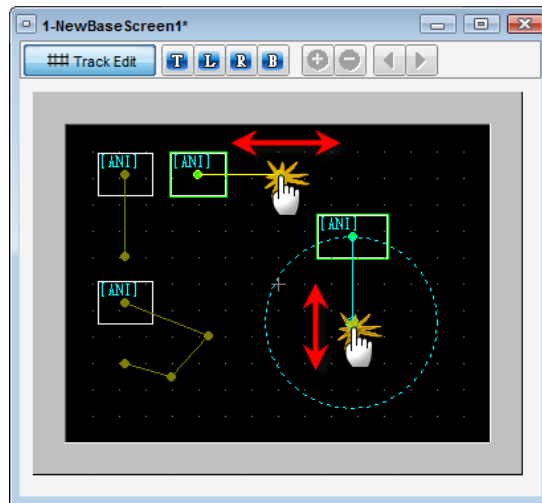 1-NewBaseScreen1*
Track Edit T L R B
[ANI] [ANI]
[ANI]
[ANI]